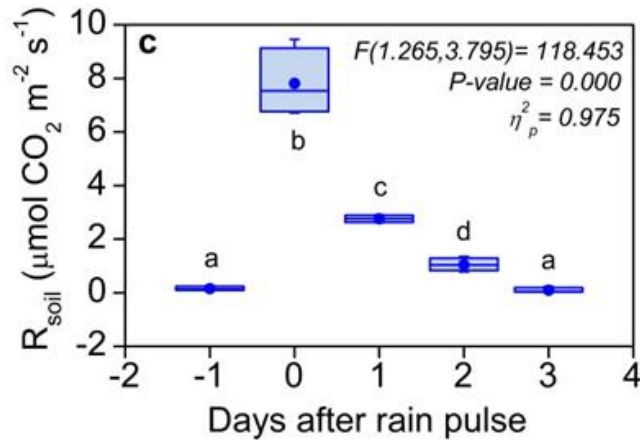 c
F(1.265,3.795)= 118.453
P-value = 0.000
η²ₚ = 0.975
10
8
6
4
2
0
-2
R_soil (μmol CO₂ m⁻² s⁻¹)
a
b
c
d
a
-2 -1 0 1 2 3 4
Days after rain pulse